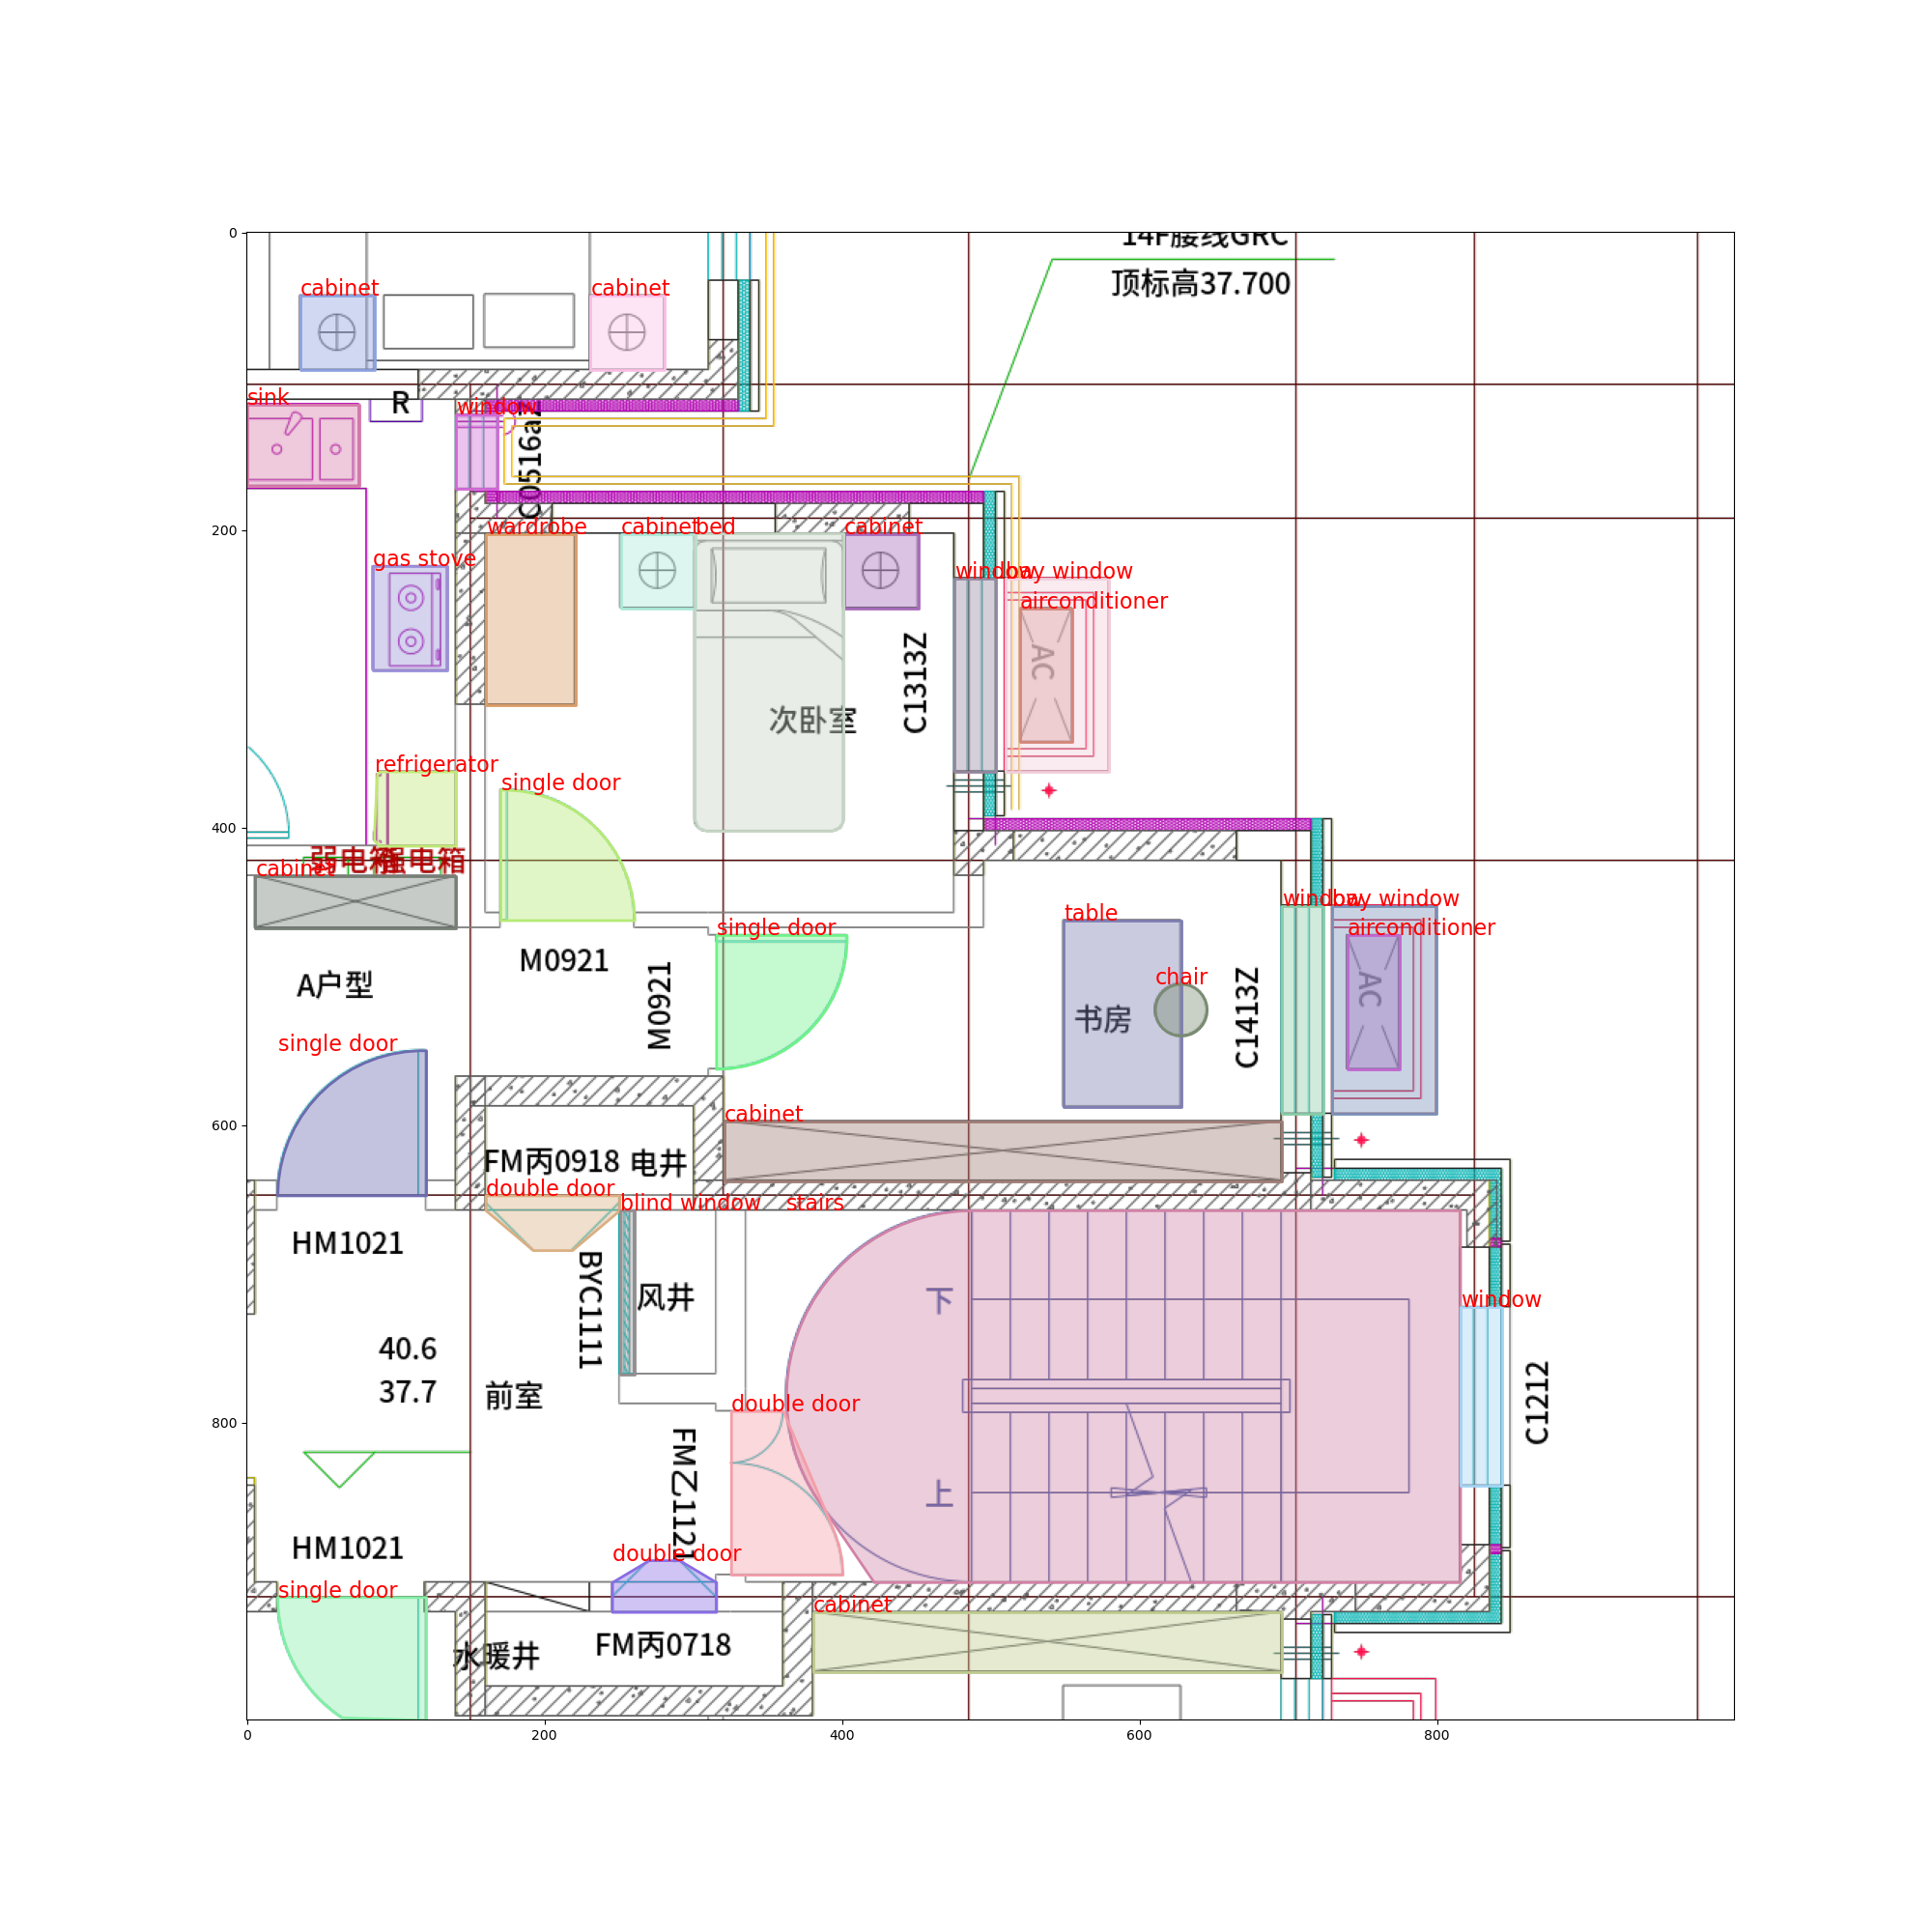 14F腰线GRC
0
顶标高37.700
cabinet
cabinet
sink
R
window
C0516a
200
wardrobe
cabinet
bed
cabinet
gas stove
window
bay window
airconditioner
AC
C1313Z
次卧室
refrigerator
single door
400
弱电箱
强电箱
cabinet
window
bay window
table
single door
airconditioner
M0921
M0921
A户型
chair
书房
C1413Z
AC
single door
cabinet
600
FM丙0918
电井
double door
blind window
stairs
HM1021
BYC1111
风井
下
window
40.6
37.7
前室
double door
C1212
800
FM乙1121
上
HM1021
double door
single door
cabinet
水暖井
FM丙0718
0
200
400
600
800